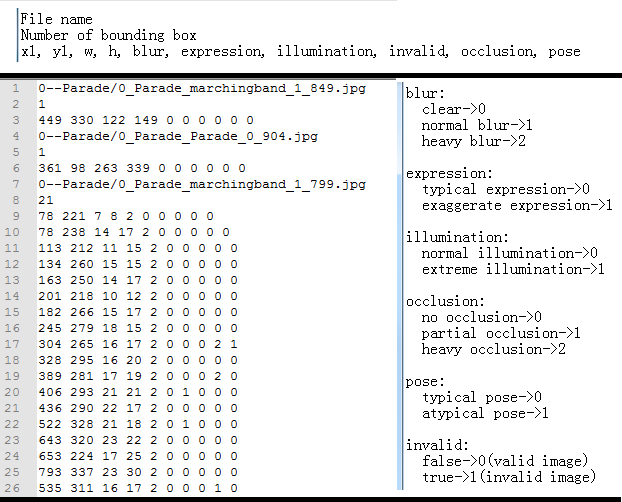 File name
Number of bounding box
x1, y1, w, h, blur, expression, illumination, invalid, occlusion, pose
1 0--Parade/0_Parade_marchingband_1_849.jpg
2 1
3 449 330 122 149 0 0 0 0 0 0
4 0--Parade/0_Parade_Parade_0_904.jpg
5 1
6 361 98 263 339 0 0 0 0 0 0
7 0--Parade/0_Parade_marchingband_1_799.jpg
8 21
9 78 221 7 8 2 0 0 0 0 0
10 78 238 14 17 2 0 0 0 0 0
11 113 212 11 15 2 0 0 0 0 0
12 134 260 15 15 2 0 0 0 0 0
13 163 250 14 17 2 0 0 0 0 0
14 201 218 10 12 2 0 0 0 0 0
15 182 266 15 17 2 0 0 0 0 0
16 245 279 18 15 2 0 0 0 0 0
17 304 265 16 17 2 0 0 0 2 1
18 328 295 16 20 2 0 0 0 0 0
19 389 281 17 19 2 0 0 0 2 0
20 406 293 21 21 2 0 1 0 0 0
21 436 290 22 17 2 0 0 0 0 0
22 522 328 21 18 2 0 1 0 0 0
23 643 320 23 22 2 0 0 0 0 0
24 653 224 17 25 2 0 0 0 0 0
25 793 337 23 30 2 0 0 0 0 0
26 535 311 16 17 2 0 0 0 1 0
blur:
clear->0
normal blur->1
heavy blur->2
expression:
typical expression->0
exaggerate expression->1
illumination:
normal illumination->0
extreme illumination->1
occlusion:
no occlusion->0
partial occlusion->1
heavy occlusion->2
pose:
typical pose->0
atypical pose->1
invalid:
false->0(valid image)
true->1(invalid image)